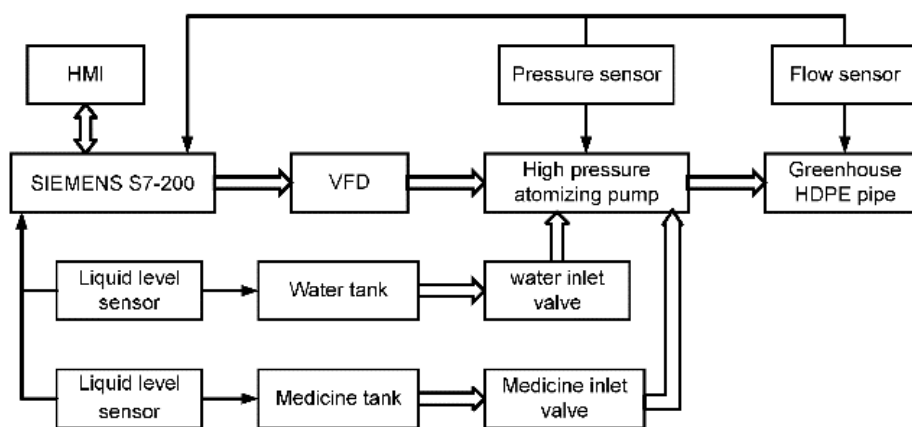 HMI
Pressure sensor
Flow sensor
SIEMENS S7-200
VFD
High pressure
atomizing pump
Greenhouse
HDPE pipe
Liquid level
sensor
Water tank
water inlet
valve
Liquid level
sensor
Medicine tank
Medicine inlet
valve